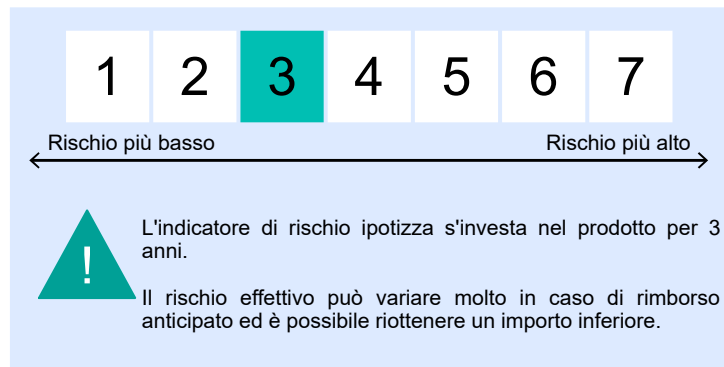 1 2 3 4 5 6 7
Rischio più basso Rischio più alto
L'indicatore di rischio ipotizza s'investa nel prodotto per 3
anni.
!
Il rischio effettivo può variare molto in caso di rimborso
anticipato ed è possibile riottenere un importo inferiore.